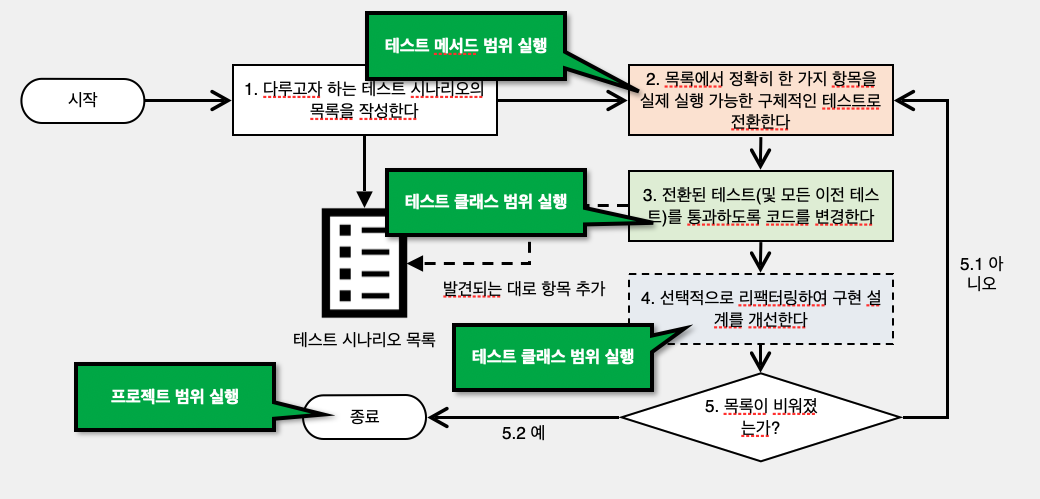 테스트 메서드 범위 실행
시작
1. 다루고자 하는 테스트 시나리오의
목록을 작성한다
2. 목록에서 정확히 한 가지 항목을
실제 실행 가능한 구체적인 테스트로
전환한다
테스트 클래스 범위 실행
3. 전환된 테스트(및 모든 이전 테스
트)를 통과하도록 코드를 변경한다
5.1 아
니오
발견되는 대로 항목 추가
4. 선택적으로 리팩터링하여 구현 설
계를 개선한다
테스트 시나리오 목록
테스트 클래스 범위 실행
프로젝트 범위 실행
종료
5.2 예
5. 목록이 비워졌
는가?